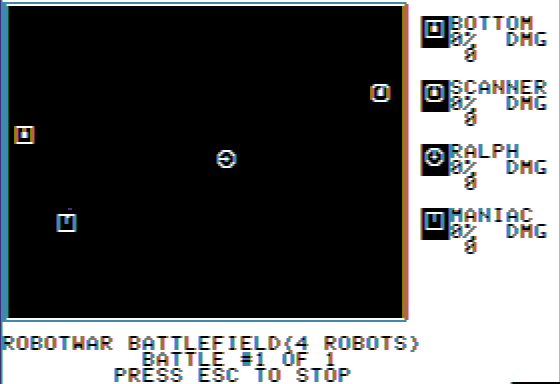 BOTTOM
0% DMG
0
SCANNER
0% DMG
0
RALPH
0% DMG
0
MANIAC
0% DMG
0
ROBOTWAR BATTLEFIELD{4 ROBOTS}
BATTLE #1 OF 1
PRESS ESC TO STOP